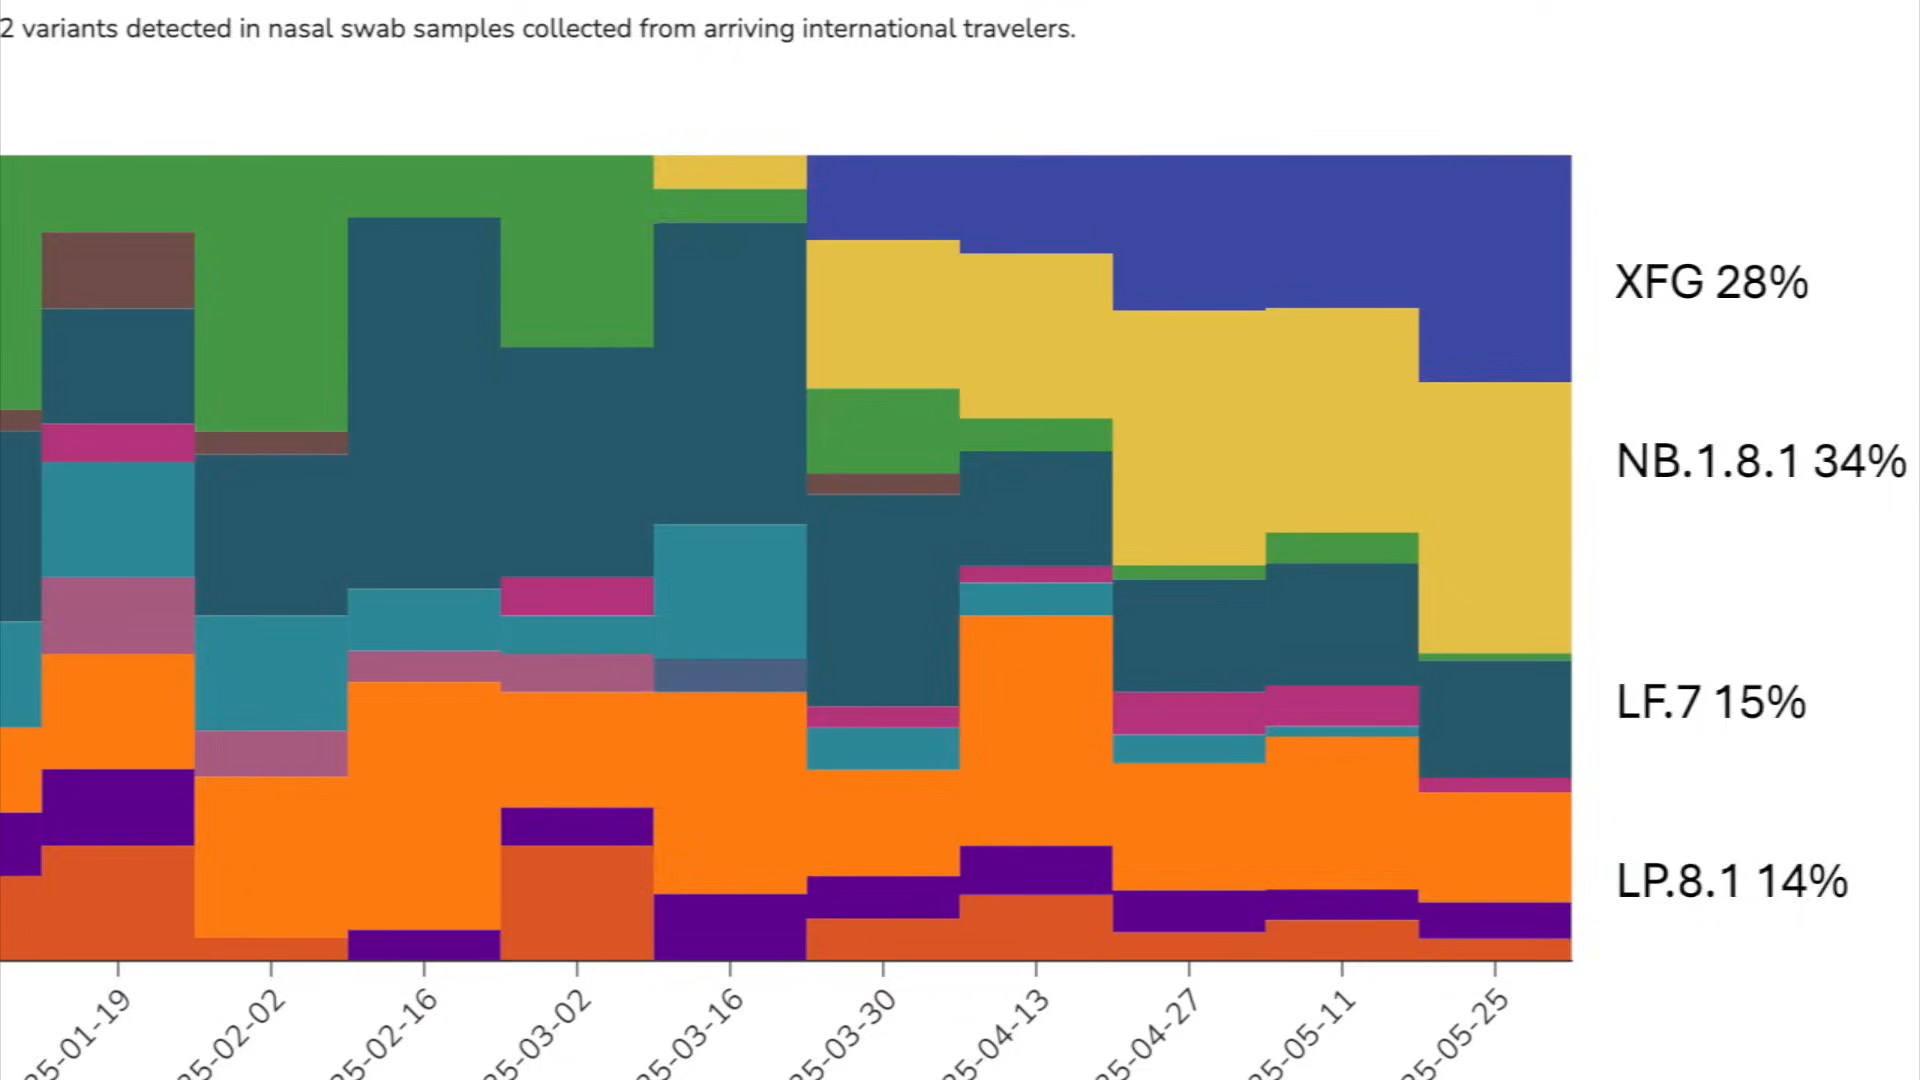 2 variants detected in nasal swab samples collected from arriving international travelers.
XFG 28%
NB.1.8.1 34%
LF.7 15%
LP.8.1 14%
25-01-19
25-02-02
25-02-16
25-03-02
25-03-16
25-03-30
25-04-13
25-04-27
25-05-11
25-05-25